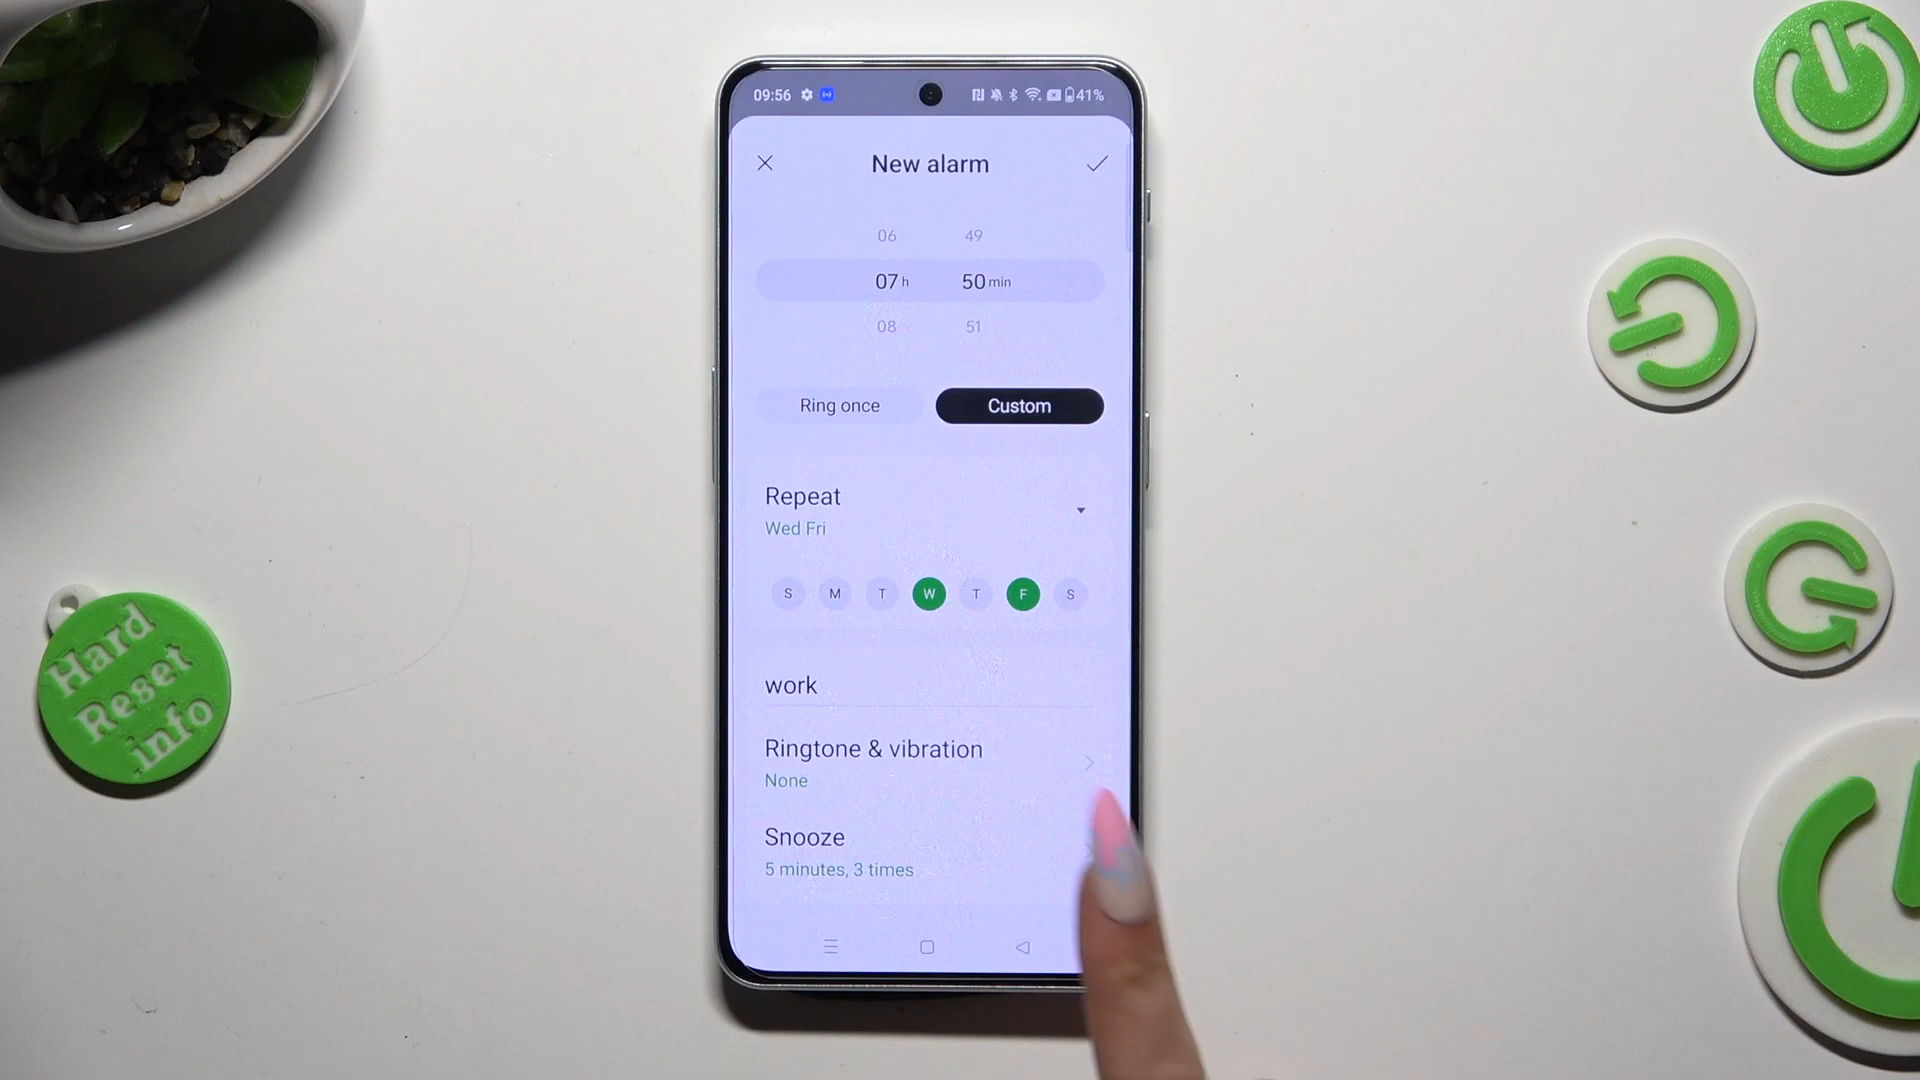 09:56 41%
New alarm
06 49
07 h 50 min
08 51
Ring once Custom
Repeat
Wed Fri
S M T W T F S
work
Ringtone & vibration
None
Snooze
5 minutes, 3 times
Hard
Reset
.info